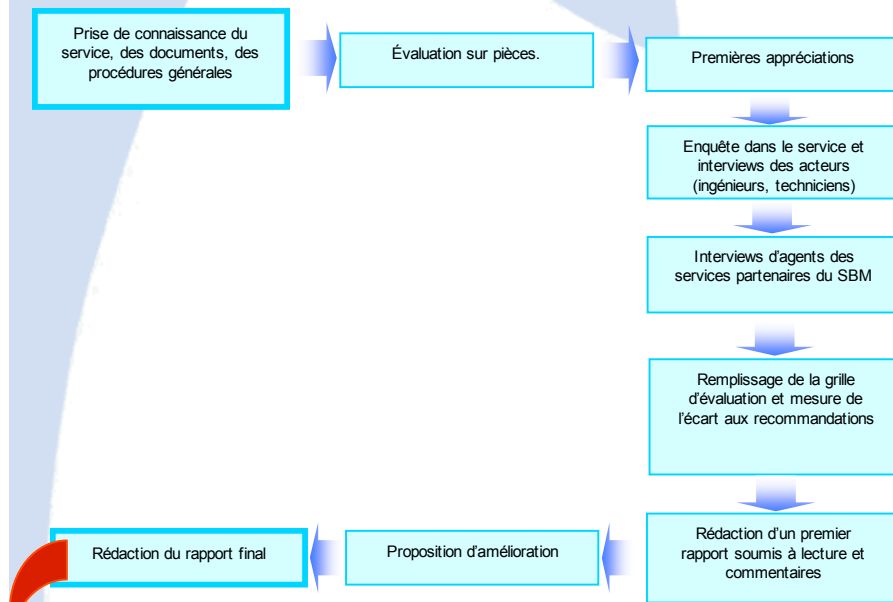 Prise de connaissance du
service, des documents, des
procédures générales
Évaluation sur pièces.
Premières appréciations
Enquête dans le service et
interviews des acteurs
(ingénieurs, techniciens)
Interviews d'agents des
services partenaires du SBM
Remplissage de la grille
d'évaluation et mesure de
l'écart aux recommandations
Rédaction d'un premier
rapport soumis à lecture et
commentaires
Proposition d'amélioration
Rédaction du rapport final